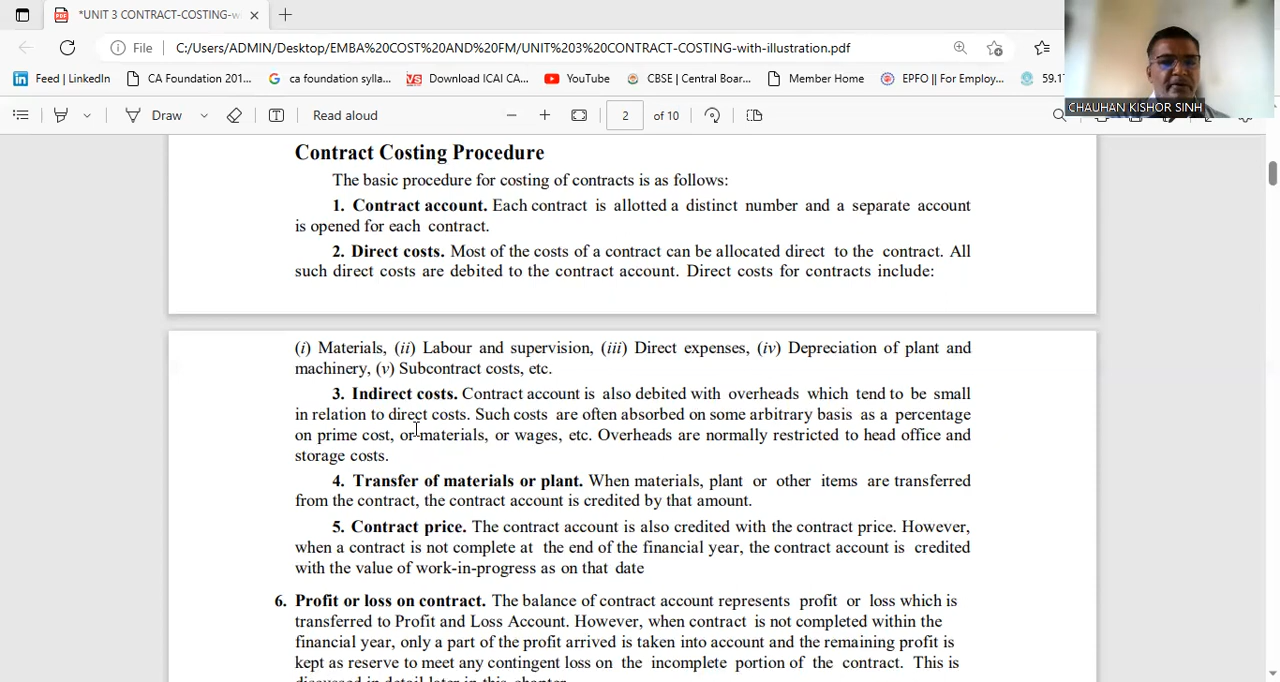 *UNIT 3 CONTRACT-COSTING-w
File C:/Users/ADMIN/Desktop/EMBA%20COST%20AND%20FM/UNIT%203%20CONTRACT-COSTING-with-illustration.pdf
Feed | LinkedIn CA Foundation 201... ca foundation sylla... Download ICAI CA... YouTube CBSE | Central Boar... Member Home EPFO || For Employ... 59.1
CHAUHAN KISHOR SINH
Draw Read aloud 2 of 10
Contract Costing Procedure
The basic procedure for costing of contracts is as follows:
1. Contract account. Each contract is allotted a distinct number and a separate account
is opened for each contract.
2. Direct costs. Most of the costs of a contract can be allocated direct to the contract. All
such direct costs are debited to the contract account. Direct costs for contracts include:
(i) Materials, (ii) Labour and supervision, (iii) Direct expenses, (iv) Depreciation of plant and
machinery, (v) Subcontract costs, etc.
3. Indirect costs. Contract account is also debited with overheads which tend to be small
in relation to direct costs. Such costs are often absorbed on some arbitrary basis as a percentage
on prime cost, or materials, or wages, etc. Overheads are normally restricted to head office and
storage costs.
4. Transfer of materials or plant. When materials, plant or other items are transferred
from the contract, the contract account is credited by that amount.
5. Contract price. The contract account is also credited with the contract price. However,
when a contract is not complete at the end of the financial year, the contract account is credited
with the value of work-in-progress as on that date
6. Profit or loss on contract. The balance of contract account represents profit or loss which is
transferred to Profit and Loss Account. However, when contract is not completed within the
financial year, only a part of the profit arrived is taken into account and the remaining profit is
kept as reserve to meet any contingent loss on the incomplete portion of the contract. This is
discussed in detail later in this chapter